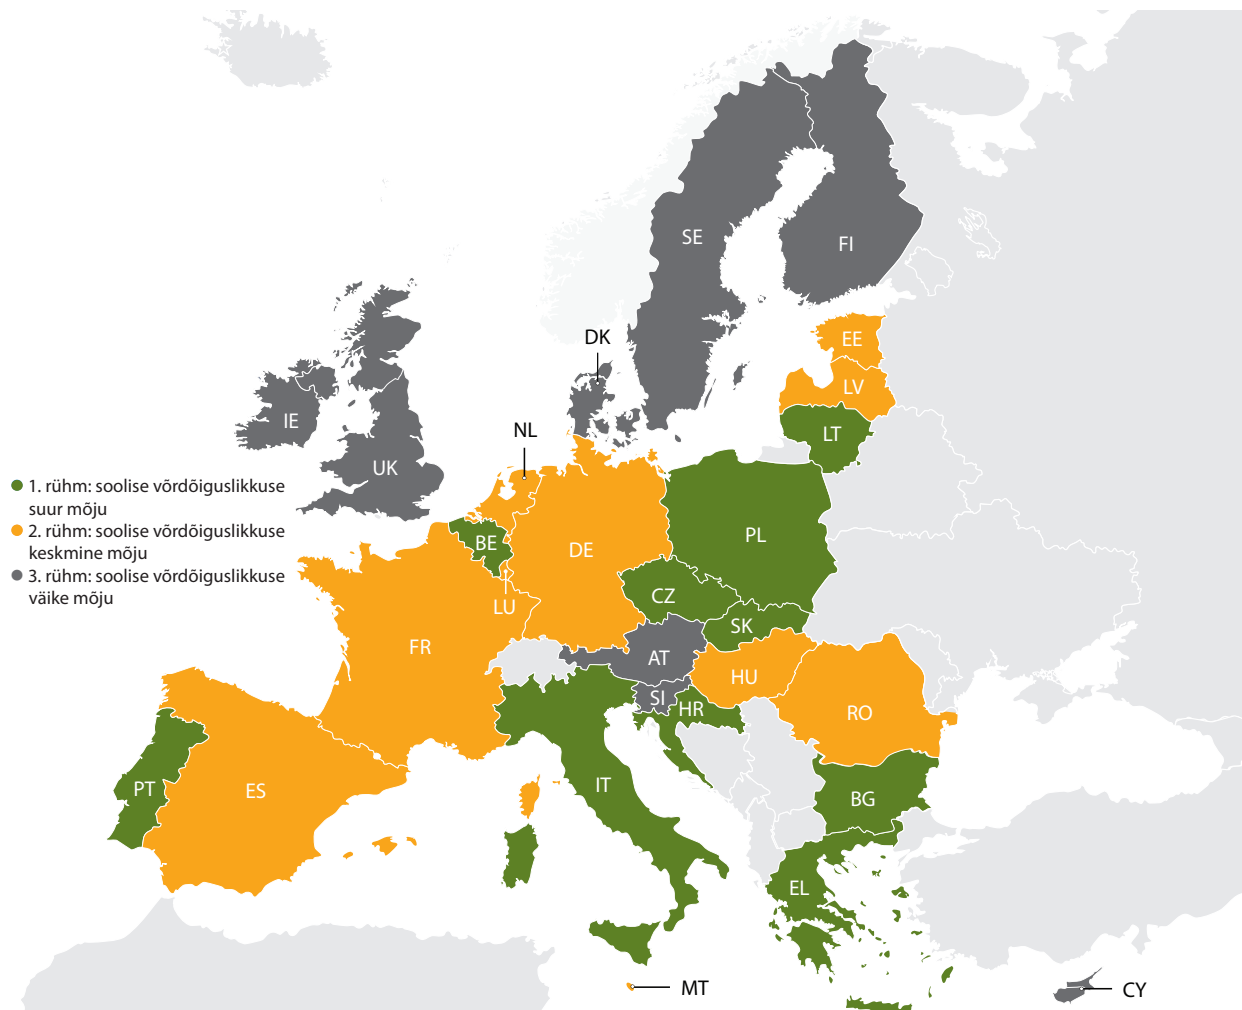 SE
FI
DK
EE
LV
LT
IE
UK
NL
1. rühm: soolise võrdõiguslikkuse
suur mõju
2. rühm: soolise võrdõiguslikkuse
keskmine mõju
3. rühm: soolise võrdõiguslikkuse
väike mõju
BE
DE
PL
LU
CZ
SK
FR
AT
HU
SI
HR
RO
PT
ES
IT
BG
EL
MT
CY